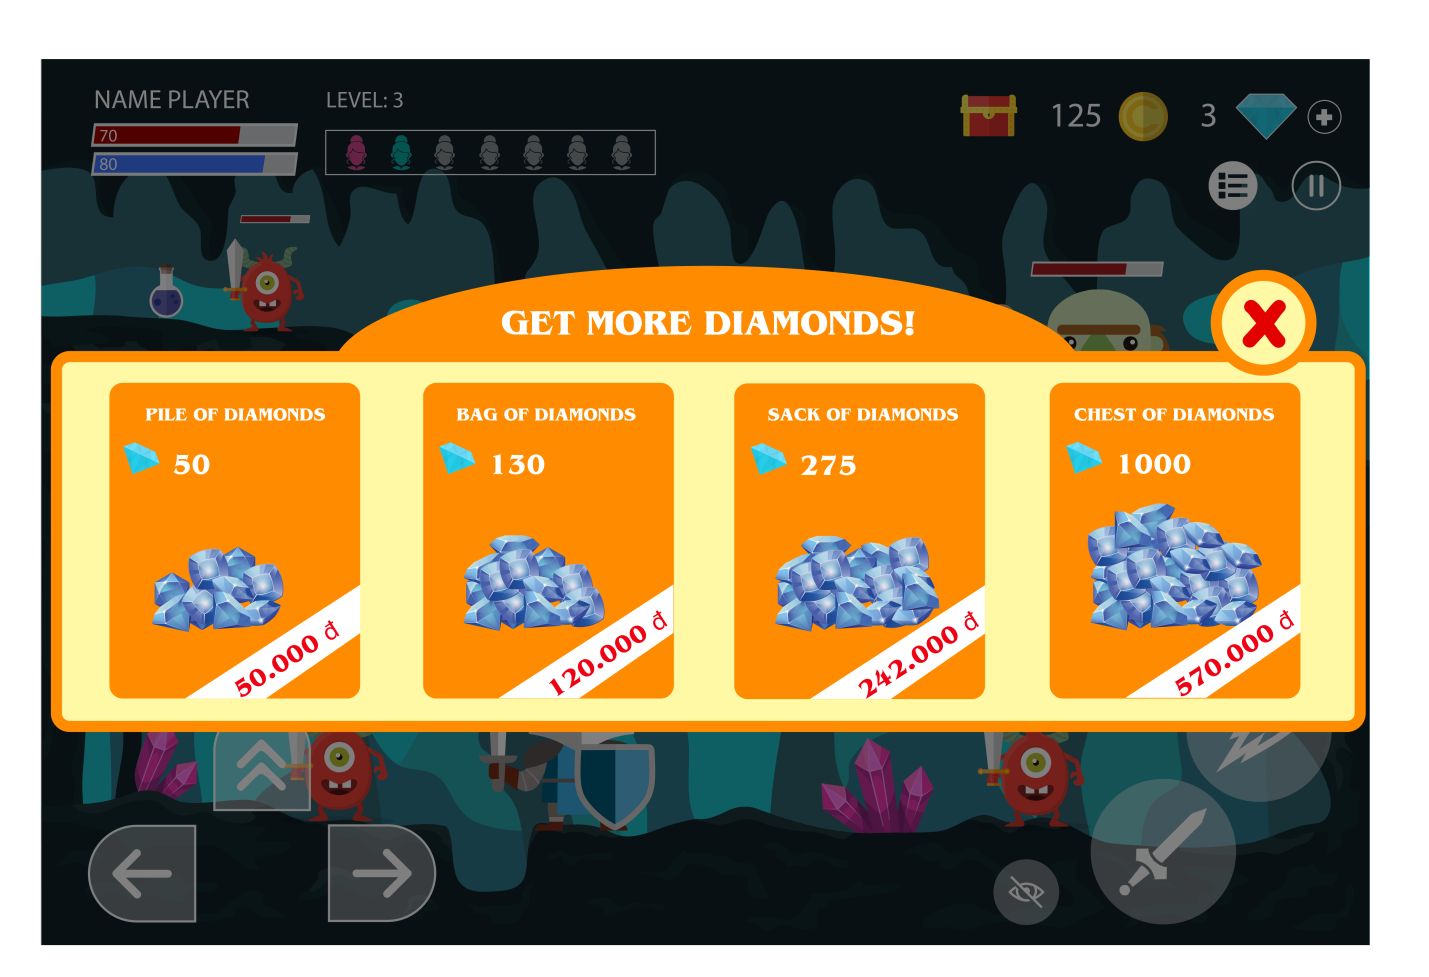 NAME PLAYER
LEVEL: 3
125
3
70
80
GET MORE DIAMONDS!
PILE OF DIAMONDS
50
50.000 đ
BAG OF DIAMONDS
130
120.000 đ
SACK OF DIAMONDS
275
242.000 đ
CHEST OF DIAMONDS
1000
570.000 đ